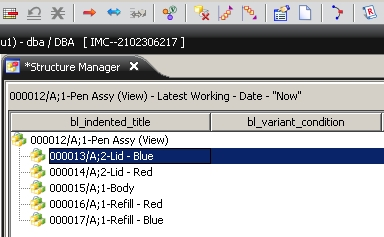 u1) - dba / DBA [ IMC--2102306217 ]
*Structure Manager
000012/A;1-Pen Assy (View) - Latest Working - Date - "Now"
bl_indented_title bl_variant_condition
000012/A;1-Pen Assy (View)
000013/A;2-Lid - Blue
000014/A;2-Lid - Red
000015/A;1-Body
000016/A;1-Refill - Red
000017/A;1-Refill - Blue